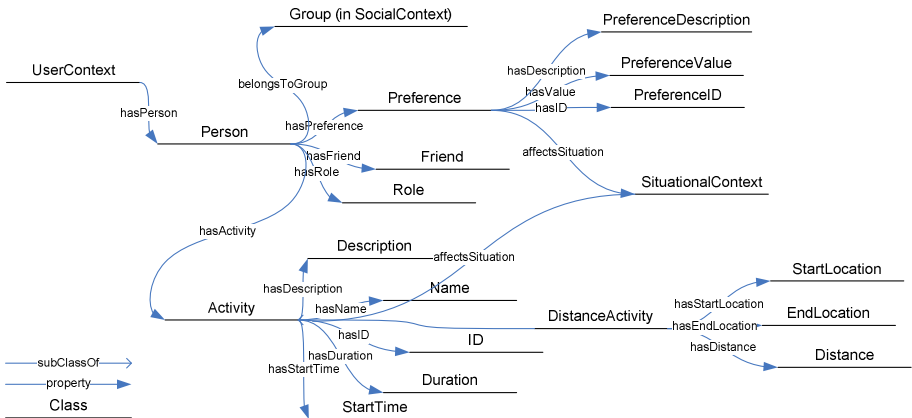 Group (in SocialContext)
PreferenceDescription
UserContext
hasDescription
PreferenceValue
belongsToGroup
hasValue
Preference
PreferenceID
hasPerson
hasID
hasPreference
Person
affectsSituation
hasFriend
Friend
hasRole
SituationalContext
Role
hasActivity
Description
affectsSituation
StartLocation
hasDescription
Name
hasStartLocation
hasName
Activity
DistanceActivity
EndLocation
hasEndLocation
hasID
ID
hasDistance
hasDuration
Distance
subClassOf
hasStartTime
Duration
property
Class
StartTime